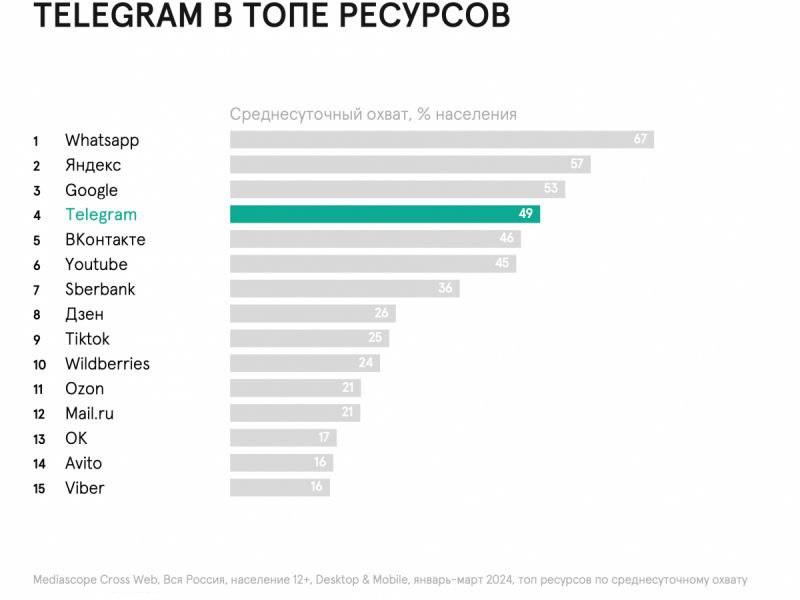 TELEGRAM В ТОПЕ РЕСУРСОВ
Среднесуточный охват, % населения
1 Whatsapp 67
2 Яндекс 57
3 Google 53
4 Telegram 49
5 ВКонтакте 46
6 Youtube 45
7 Sberbank 36
8 Дзен 26
9 Tiktok 25
10 Wildberries 24
11 Ozon 21
12 Mail.ru 21
13 OK 17
14 Avito 16
15 Viber 16
Mediascope Cross Web, Вся Россия, население 12+, Desktop & Mobile, январь-март 2024, топ ресурсов по среднесуточному охвату